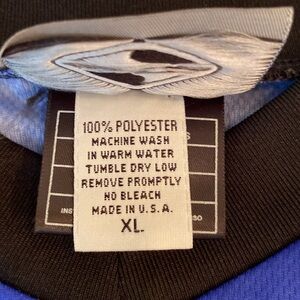 100% POLYESTER
MACHINE WASH
IN WARM WATER
TUMBLE DRY LOW
REMOVE PROMPTLY
NO BLEACH
MADE IN U.S.A.
XL